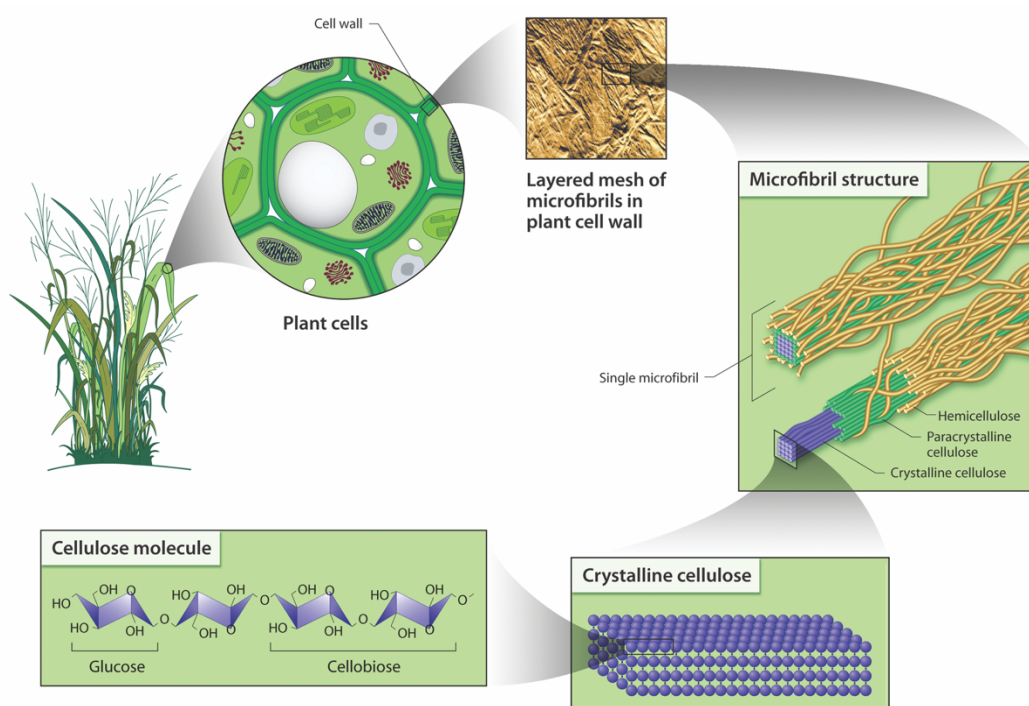 Cell wall
Plant cells
Layered mesh of
microfibrils in
plant cell wall
Microfibril structure
Single microfibril
Hemicellulose
Paracrystalline
cellulose
Crystalline cellulose
Cellulose molecule
OH
O
HO
OH
O
OH
O
HO
OH
O
HO
O
HO
O
HO
OH
OH
O
OH
OH
O
OH
OH
Glucose
Cellobiose
Crystalline cellulose